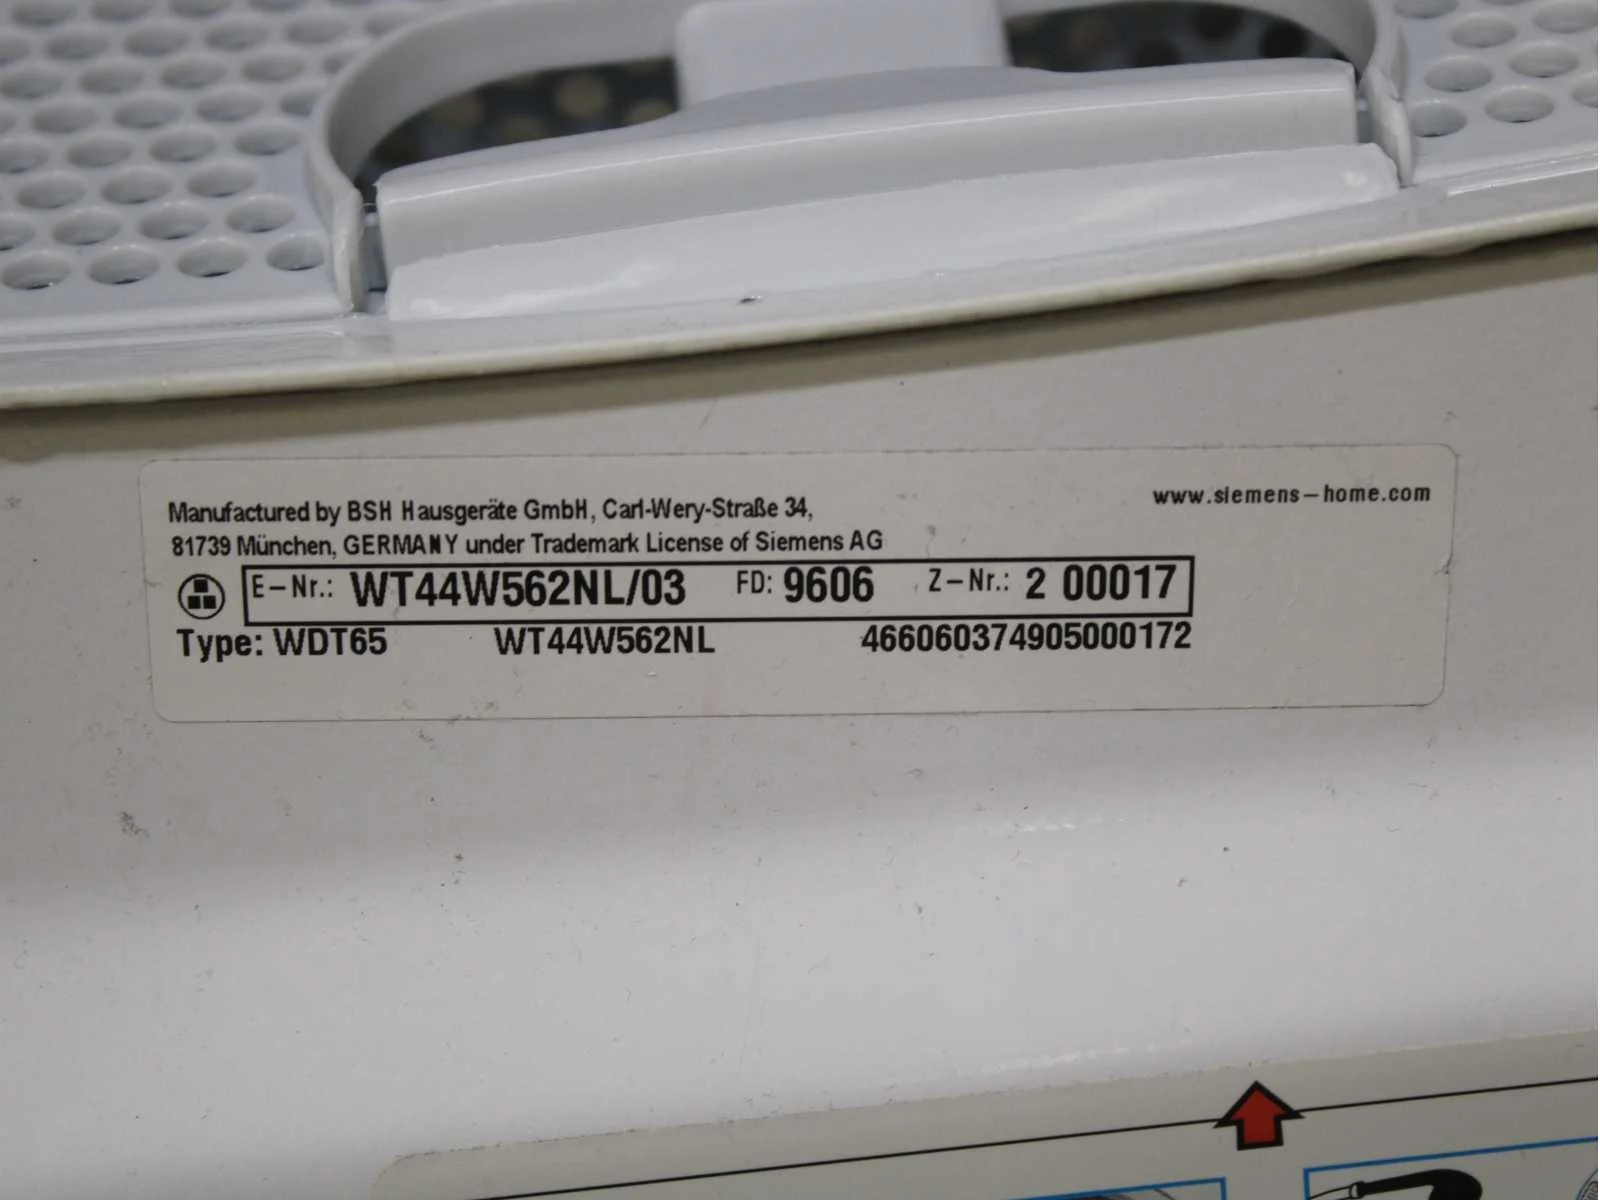 Manufactured by BSH Hausgeräte GmbH, Carl-Wery-Straße 34,
81739 München, GERMANY under Trademark License of Siemens AG
www.siemens-home.com
E-Nr.: WT44W562NL/03 FD: 9606 Z-Nr.: 2 00017
Type: WDT65 WT44W562NL 466060374905000172